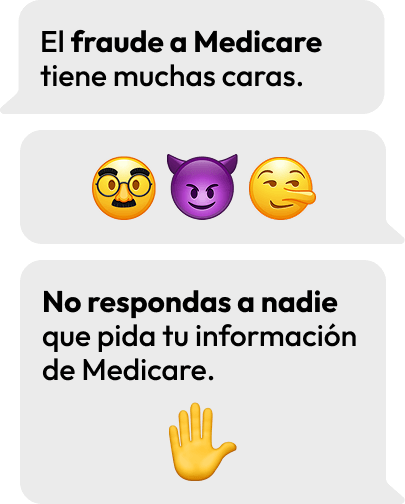 El fraude a Medicare
tiene muchas caras.
No respondas a nadie
que pida tu información
de Medicare.